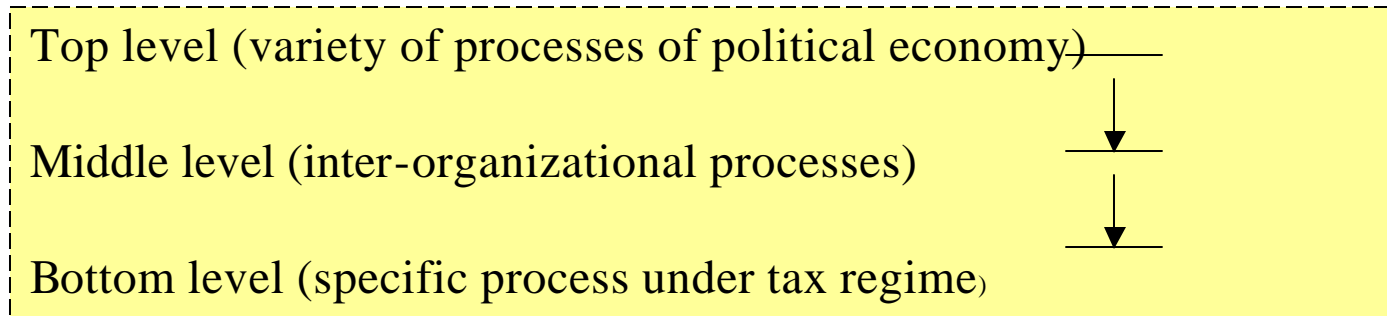 Top level (variety of processes of political economy)
Middle level (inter-organizational processes)
Bottom level (specific process under tax regime)